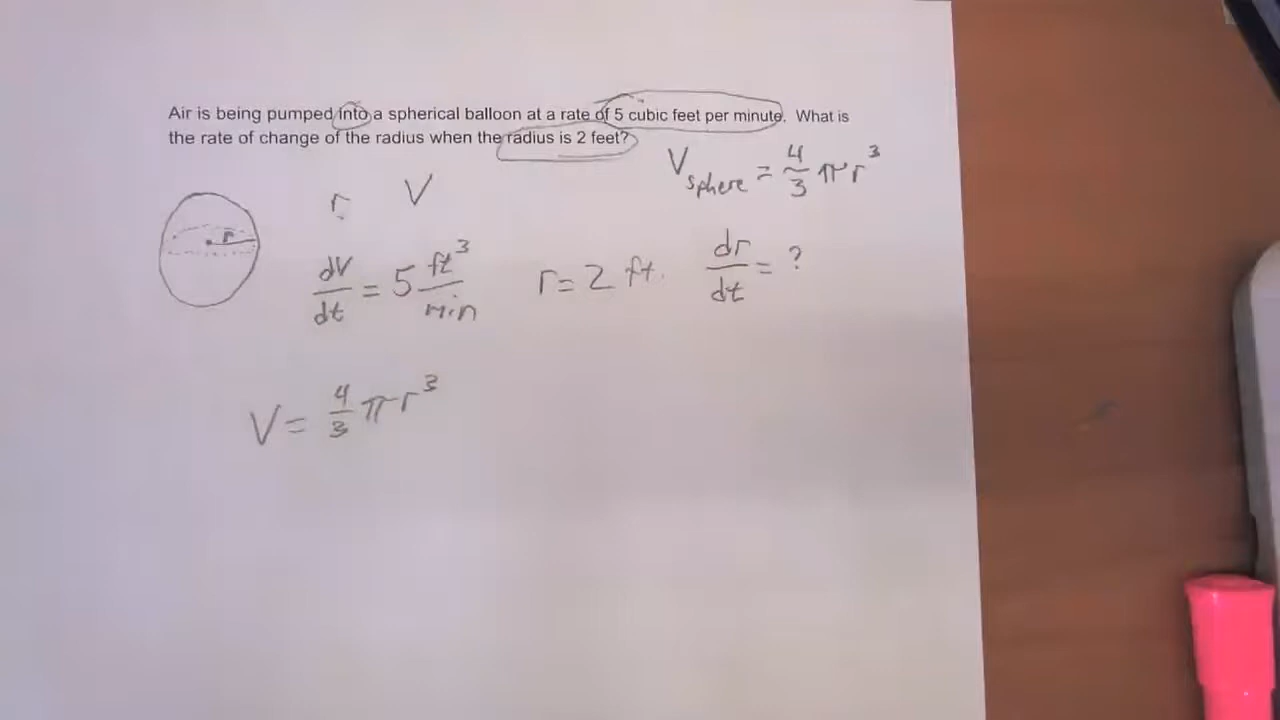 Air is being pumped into a spherical balloon at a rate of 5 cubic feet per minute. What is
the rate of change of the radius when the radius is 2 feet?
V sphere = 4/3 πr³
r V
r
dV/dt = 5 ft³/min r = 2 ft. dr/dt = ?
V = 4/3 πr³